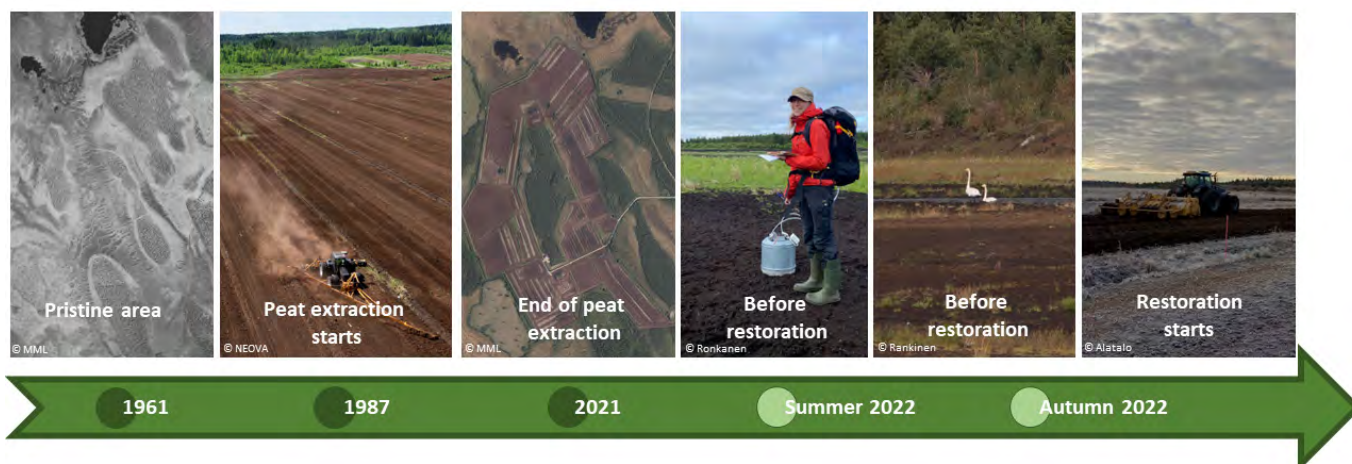 Pristine area
© MML
Peat extraction
starts
© NEOVA
End of peat
extraction
© MML
Before
restoration
© Ronkanen
Before
restoration
© Rankinen
Restoration
starts
© Alatalo
1961
1987
2021
Summer 2022
Autumn 2022